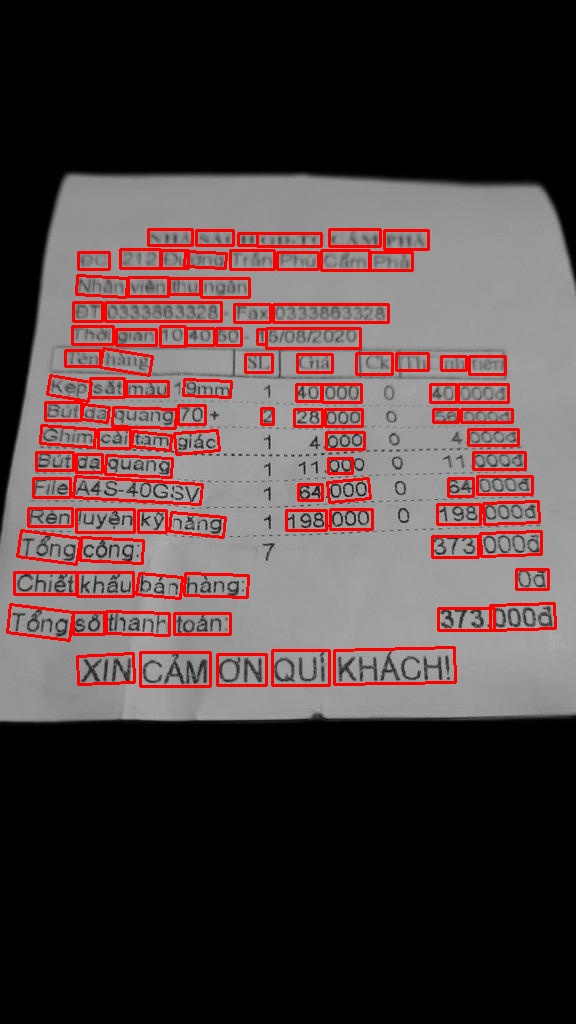 NHÀ SÁCH GD-TC CẨM PHẢ
ĐC 212 Đường Trần Phú Cẩm Phả
Nhân viên thu ngân
ĐT 0333863328 - Fax 0333863328
Thời gian 10 40 50 - 15/08/2020
Tên hàng SL Giá Ck Th nh tiền
Kẹp sắt màu 19mm 1 40 000 0 40 000đ
Bút dạ quang 70 + 2 28 000 0 56 000đ
Ghim cài tam giác 1 4 000 0 4 000đ
Bút dạ quang 1 11 000 0 11 000đ
File A4S-40GSV 1 64 000 0 64 000đ
Rèn luyện kỹ năng 1 198 000 0 198 000đ
Tổng cộng: 7 373 000đ
Chiết khấu bán hàng: 0đ
Tổng số thanh toán: 373 000đ
XIN CẢM ƠN QUÍ KHÁCH!